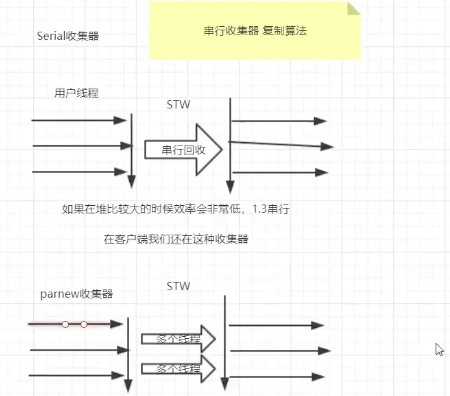 Serial收集器
串行收集器 复制算法
用户线程
STW
串行回收
如果在堆比较大的时候效率会非常低，1.3串行
在客户端我们还在这种收集器
parnew收集器
STW
多个线程
多个线程